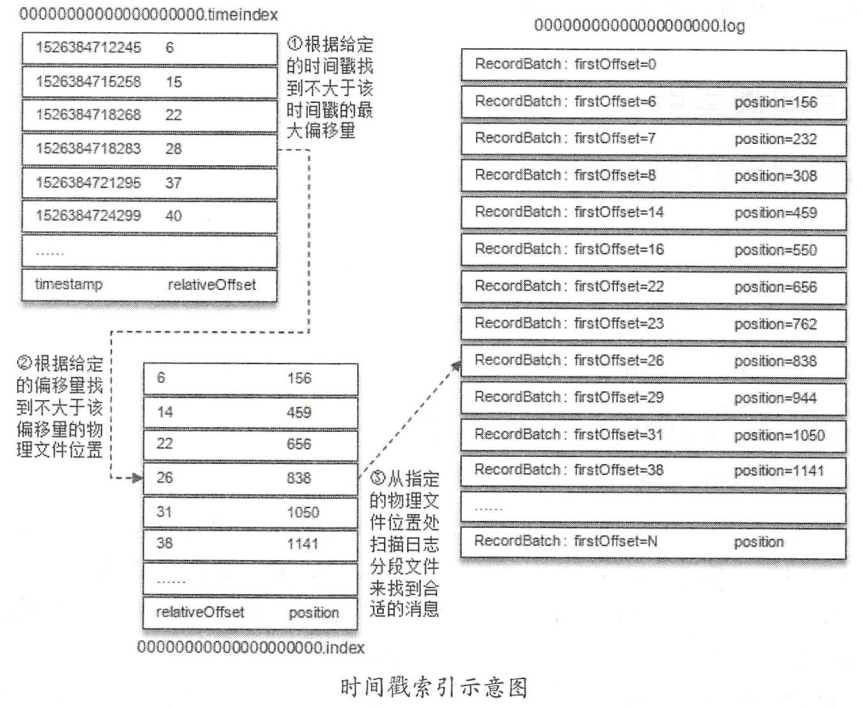 00000000000000000000.timeindex
1526384712245 6
1526384715258 15
1526384718268 22
1526384718283 28
1526384721295 37
1526384724299 40
……
timestamp relativeOffset
①根据给定
的时间戳找
到不大于该
时间戳的最
大偏移量
②根据给定
的偏移量找
到不大于该
偏移量的物
理文件位置
6 156
14 459
22 656
26 838
31 1050
38 1141
……
relativeOffset position
00000000000000000000.index
③从指定
的物理文
件位置处
扫描日志
分段文件
来找到合
适的消息
00000000000000000000.log
RecordBatch: firstOffset=0
RecordBatch: firstOffset=6 position=156
RecordBatch: firstOffset=7 position=232
RecordBatch: firstOffset=8 position=308
RecordBatch: firstOffset=14 position=459
RecordBatch: firstOffset=16 position=550
RecordBatch: firstOffset=22 position=656
RecordBatch: firstOffset=23 position=762
RecordBatch: firstOffset=26 position=838
RecordBatch: firstOffset=29 position=944
RecordBatch: firstOffset=31 position=1050
RecordBatch: firstOffset=38 position=1141
……
RecordBatch: firstOffset=N position
时间戳索引示意图